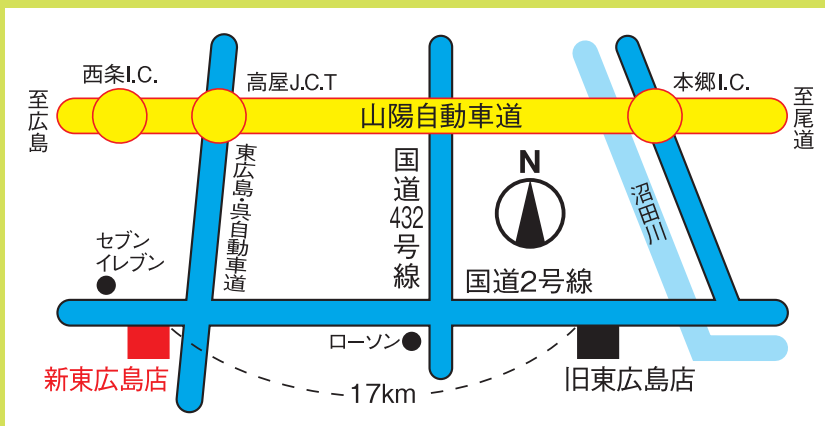 西条I.C.
高屋J.C.T
本郷I.C.
至広島
山陽自動車道
至尾道
東広島・呉自動車道
国道432号線
N
沼田川
セブン
イレブン
国道2号線
ローソン
新東広島店
17km
旧東広島店